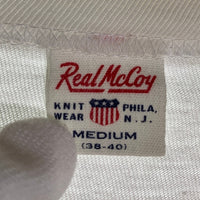 Real McCoy
KNIT PHILA,
WEAR N. J.
MEDIUM
(38-40)